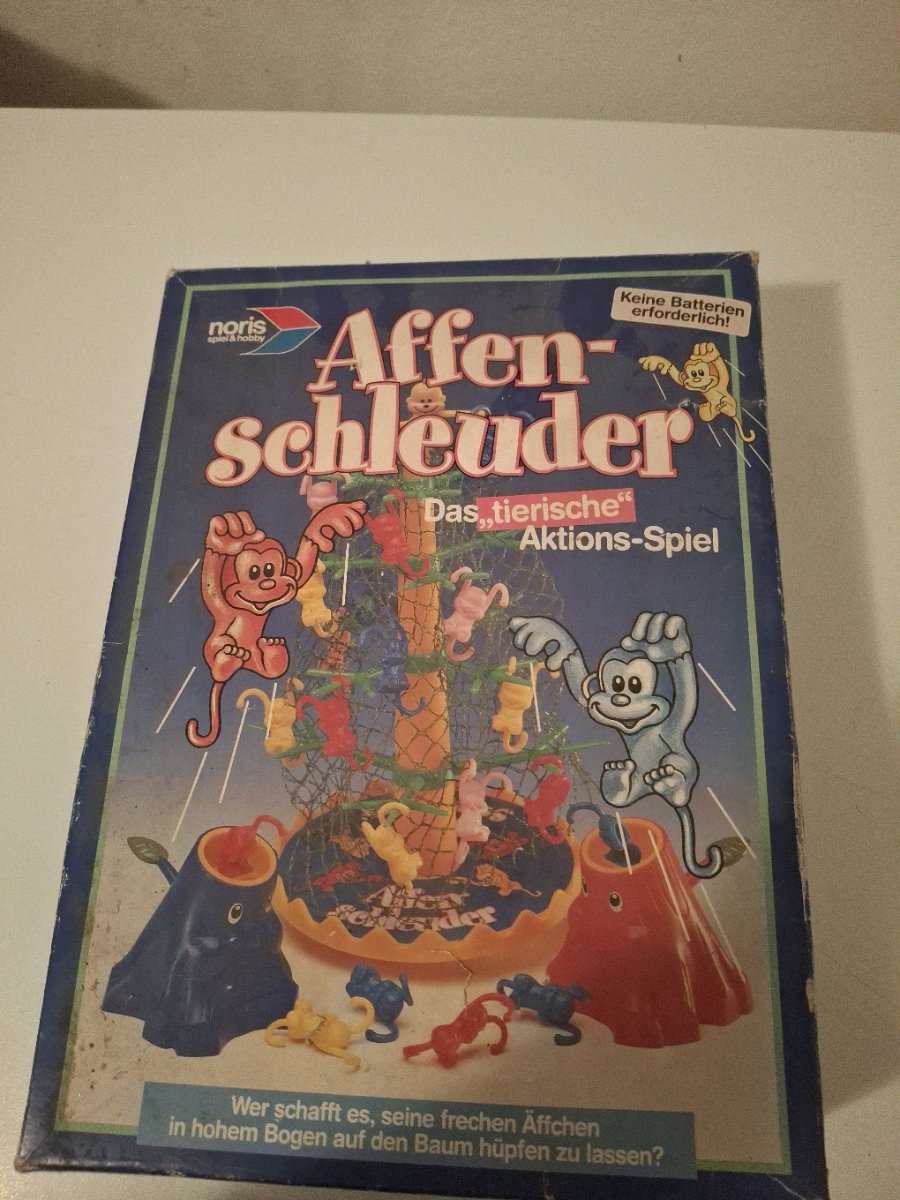 Keine Batterien
erforderlich!
noris
spiel & hobby
Affen-
schleuder
Das „tierische“
Aktions-Spiel
Affen
schleuder
Wer schafft es, seine frechen Äffchen
in hohem Bogen auf den Baum hüpfen zu lassen?